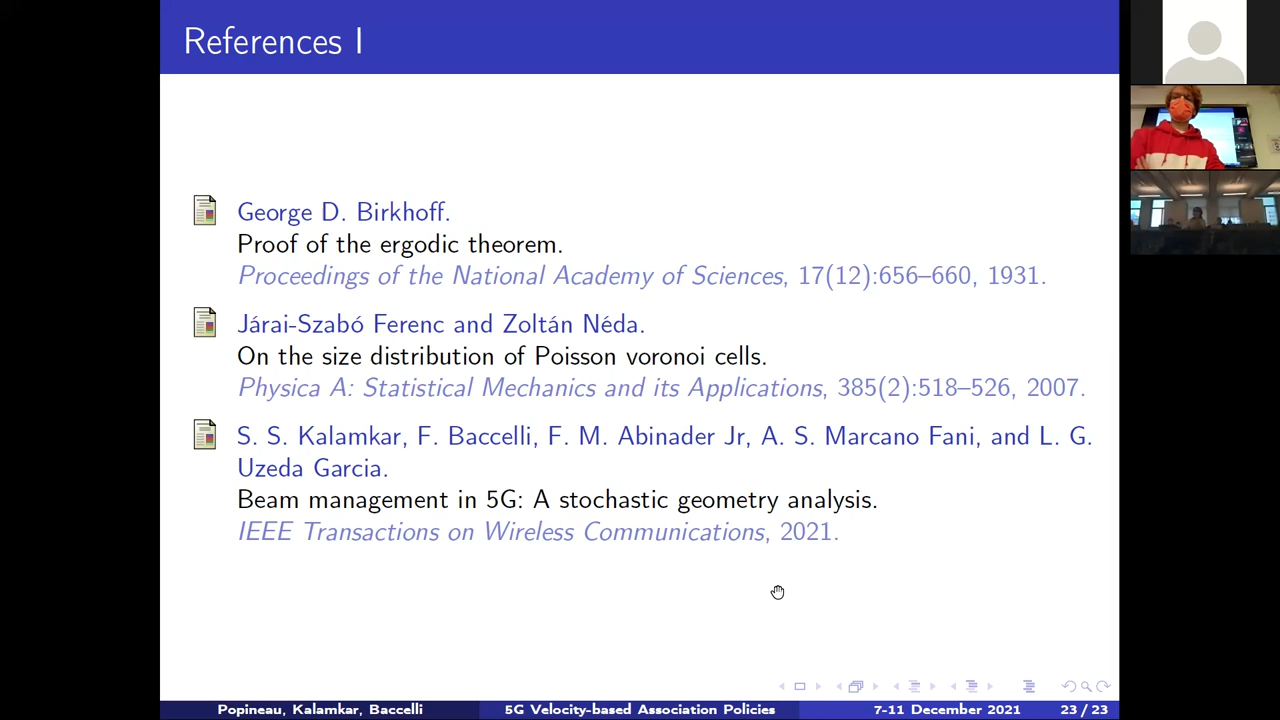 References I
George D. Birkhoff.
Proof of the ergodic theorem.
Proceedings of the National Academy of Sciences, 17(12):656–660, 1931.
Járai-Szabó Ferenc and Zoltán Néda.
On the size distribution of Poisson voronoi cells.
Physica A: Statistical Mechanics and its Applications, 385(2):518–526, 2007.
S. S. Kalamkar, F. Baccelli, F. M. Abinader Jr, A. S. Marcano Fani, and L. G.
Uzeda Garcia.
Beam management in 5G: A stochastic geometry analysis.
IEEE Transactions on Wireless Communications, 2021.
Popineau, Kalamkar, Baccelli
5G Velocity-based Association Policies
7-11 December 2021
23 / 23